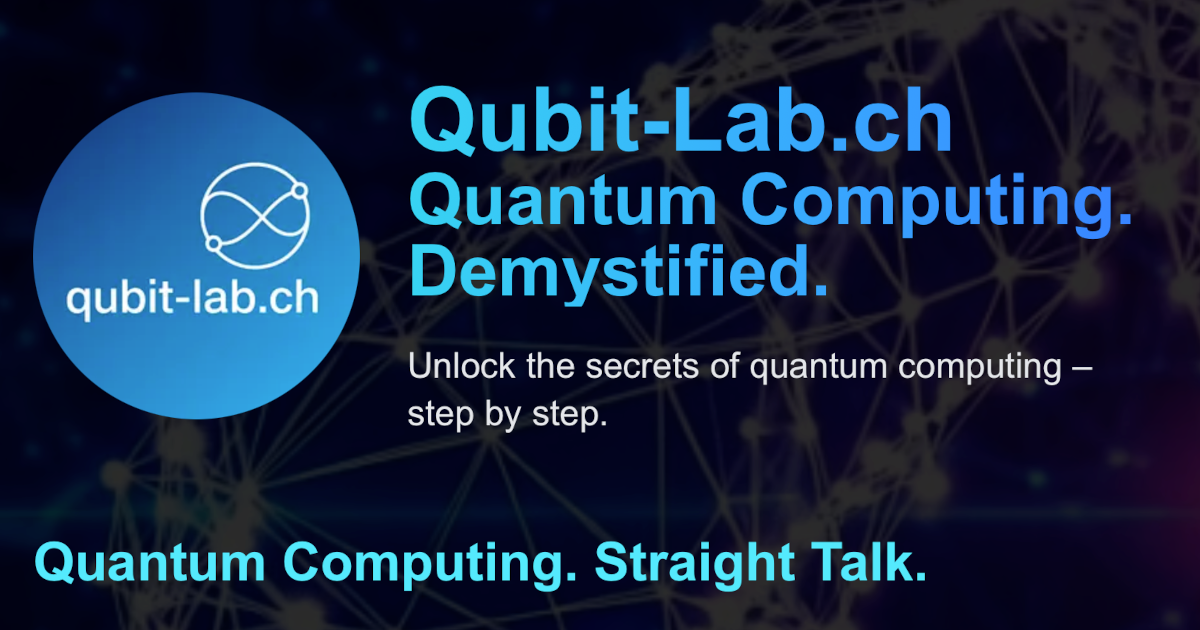 qubit-lab.ch
Qubit-Lab.ch
Quantum Computing.
Demystified.
Unlock the secrets of quantum computing –
step by step.
Quantum Computing. Straight Talk.